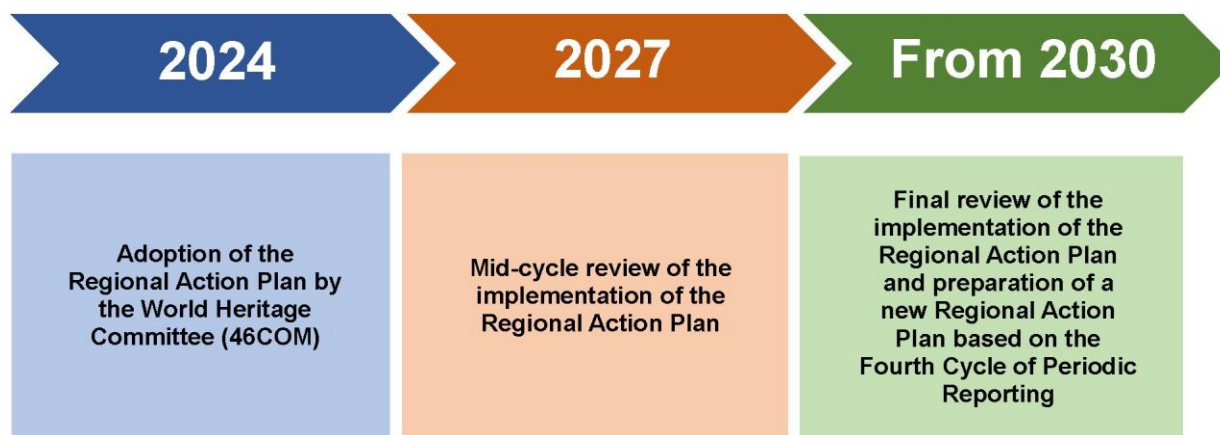 2024
2027
From 2030
Adoption of the
Regional Action Plan by
the World Heritage
Committee (46COM)
Mid-cycle review of the
implementation of the
Regional Action Plan
Final review of the
implementation of the
Regional Action Plan
and preparation of a
new Regional Action
Plan based on the
Fourth Cycle of Periodic
Reporting